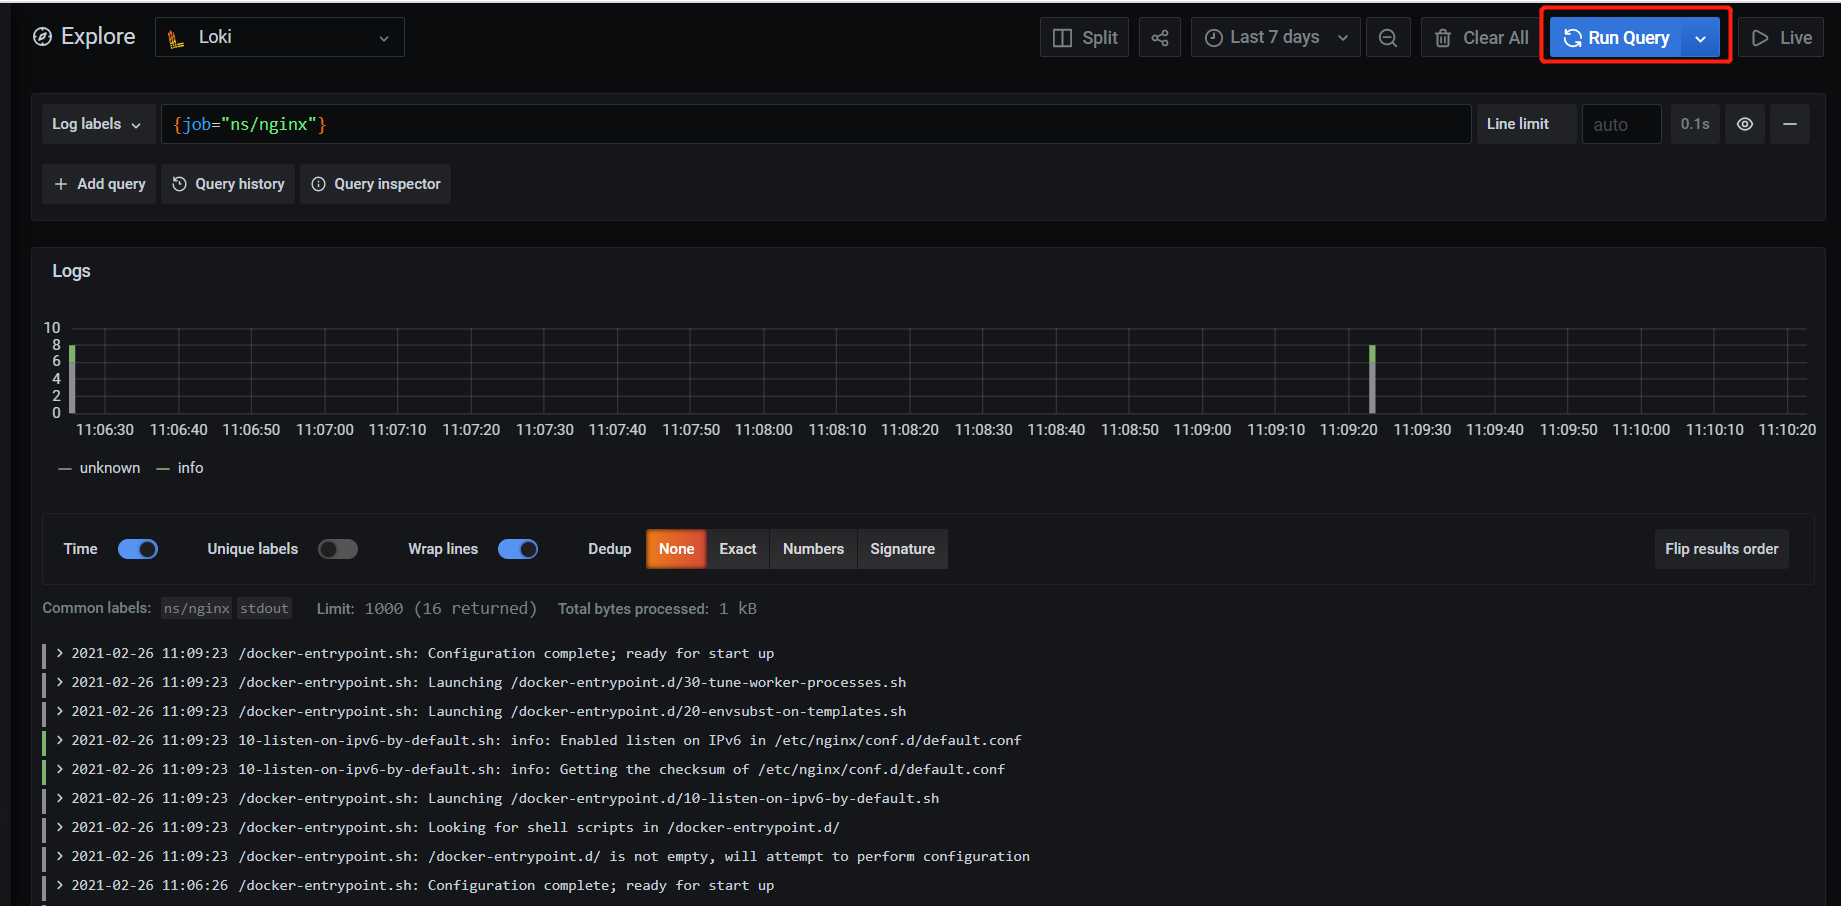 Explore Loki Split Last 7 days Clear All Run Query Live
Log labels {job="ns/nginx"} Line limit auto 0.1s
Add query Query history Query inspector
Logs
10
8
6
4
2
0
11:06:30 11:06:40 11:06:50 11:07:00 11:07:10 11:07:20 11:07:30 11:07:40 11:07:50 11:08:00 11:08:10 11:08:20 11:08:30 11:08:40 11:08:50 11:09:00 11:09:10 11:09:20 11:09:30 11:09:40 11:09:50 11:10:00 11:10:10 11:10:20
unknown info
Time Unique labels Wrap lines Dedup None Exact Numbers Signature Flip results order
Common labels: ns/nginx stdout Limit: 1000 (16 returned) Total bytes processed: 1 kB
> 2021-02-26 11:09:23 /docker-entrypoint.sh: Configuration complete; ready for start up
> 2021-02-26 11:09:23 /docker-entrypoint.sh: Launching /docker-entrypoint.d/30-tune-worker-processes.sh
> 2021-02-26 11:09:23 /docker-entrypoint.sh: Launching /docker-entrypoint.d/20-envsubst-on-templates.sh
> 2021-02-26 11:09:23 10-listen-on-ipv6-by-default.sh: info: Enabled listen on IPv6 in /etc/nginx/conf.d/default.conf
> 2021-02-26 11:09:23 10-listen-on-ipv6-by-default.sh: info: Getting the checksum of /etc/nginx/conf.d/default.conf
> 2021-02-26 11:09:23 /docker-entrypoint.sh: Launching /docker-entrypoint.d/10-listen-on-ipv6-by-default.sh
> 2021-02-26 11:09:23 /docker-entrypoint.sh: Looking for shell scripts in /docker-entrypoint.d/
> 2021-02-26 11:09:23 /docker-entrypoint.sh: /docker-entrypoint.d/ is not empty, will attempt to perform configuration
> 2021-02-26 11:06:26 /docker-entrypoint.sh: Configuration complete; ready for start up